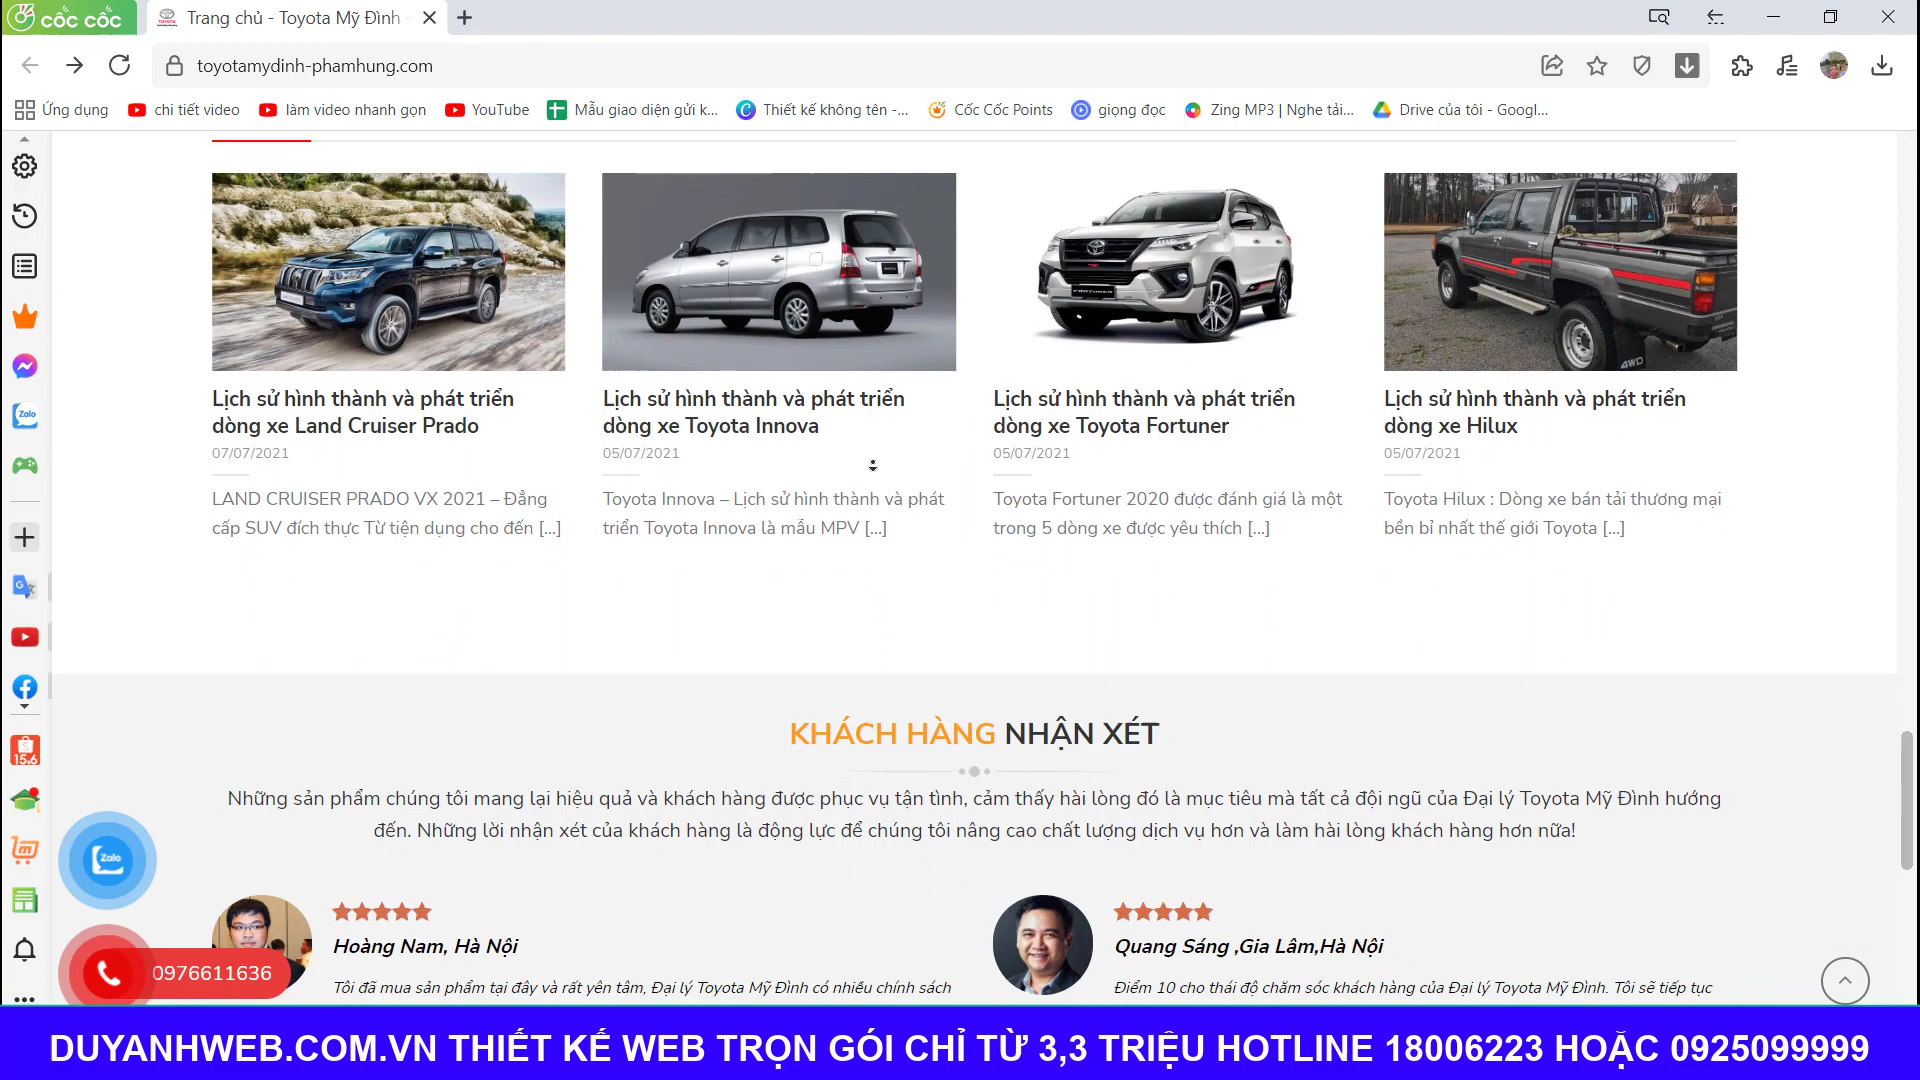 cốc cốc
Trang chủ - Toyota Mỹ Đình -
toyotamydinh-phamhung.com
Ứng dụng
chi tiết video
làm video nhanh gọn
YouTube
Mẫu giao diện gửi k...
Thiết kế không tên -...
Cốc Cốc Points
giọng đọc
Zing MP3 | Nghe tải...
Drive của tôi - Googl...
Lịch sử hình thành và phát triển
dòng xe Land Cruiser Prado
07/07/2021
LAND CRUISER PRADO VX 2021 – Đẳng
cấp SUV đích thực Từ tiện dụng cho đến [...]
Lịch sử hình thành và phát triển
dòng xe Toyota Innova
05/07/2021
Toyota Innova – Lịch sử hình thành và phát
triển Toyota Innova là mẫu MPV [...]
Lịch sử hình thành và phát triển
dòng xe Toyota Fortuner
05/07/2021
Toyota Fortuner 2020 được đánh giá là một
trong 5 dòng xe được yêu thích [...]
4WD
Lịch sử hình thành và phát triển
dòng xe Hilux
05/07/2021
Toyota Hilux : Dòng xe bán tải thương mại
bền bỉ nhất thế giới Toyota [...]
Zalo
15.6
KHÁCH HÀNG NHẬN XÉT
Những sản phẩm chúng tôi mang lại hiệu quả và khách hàng được phục vụ tận tình, cảm thấy hài lòng đó là mục tiêu mà tất cả đội ngũ của Đại lý Toyota Mỹ Đình hướng
đến. Những lời nhận xét của khách hàng là động lực để chúng tôi nâng cao chất lượng dịch vụ hơn và làm hài lòng khách hàng hơn nữa!
Zalo
Hoàng Nam, Hà Nội
Tôi đã mua sản phẩm tại đây và rất yên tâm, Đại lý Toyota Mỹ Đình có nhiều chính sách
Quang Sáng ,Gia Lâm,Hà Nội
Điểm 10 cho thái độ chăm sóc khách hàng của Đại lý Toyota Mỹ Đình. Tôi sẽ tiếp tục
0976611636
DUYANHWEB.COM.VN THIẾT KẾ WEB TRỌN GÓI CHỈ TỪ 3,3 TRIỆU HOTLINE 18006223 HOẶC 0925099999